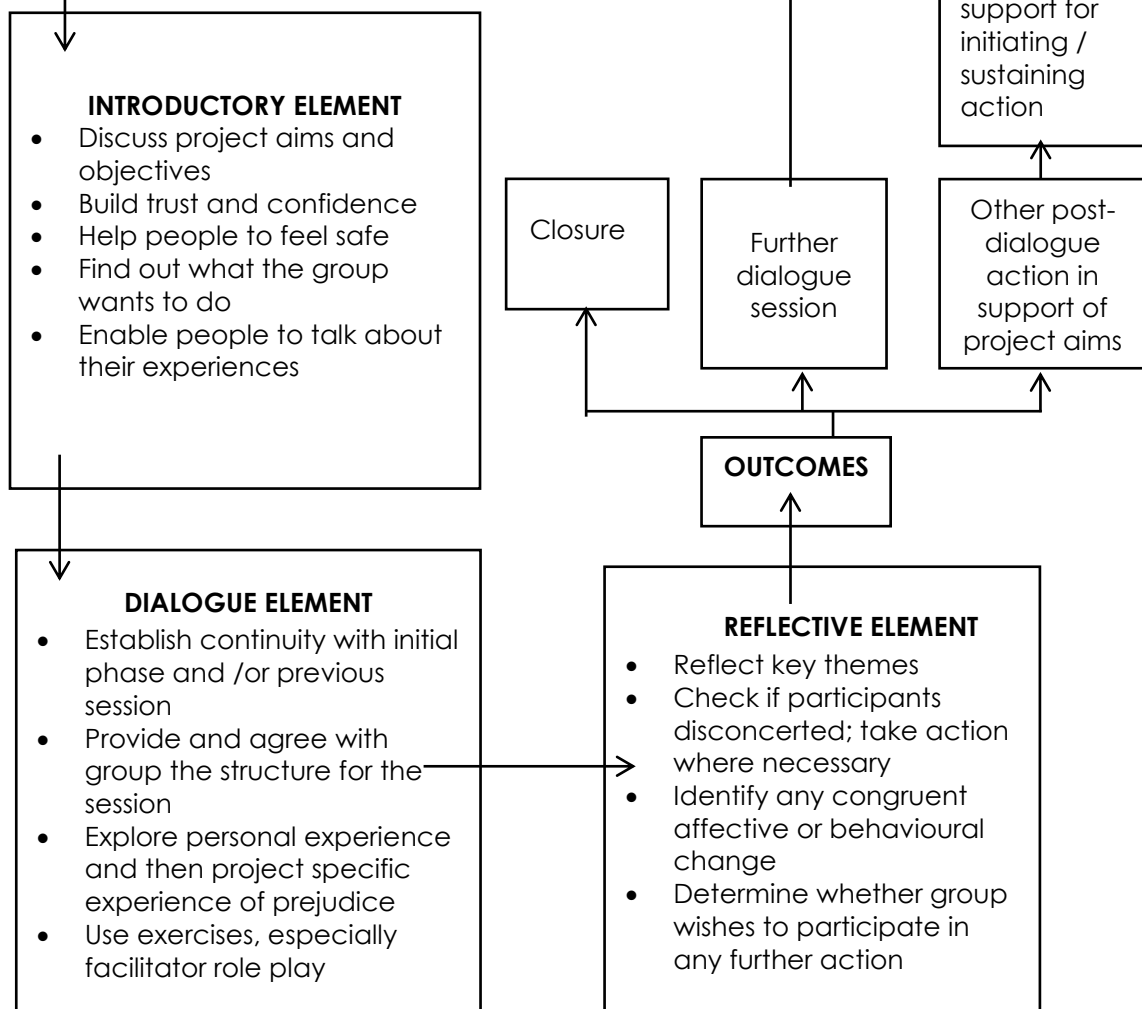 support for
initiating /
sustaining
action
INTRODUCTORY ELEMENT
• Discuss project aims and
objectives
• Build trust and confidence
• Help people to feel safe
• Find out what the group
wants to do
• Enable people to talk about
their experiences
Closure
Further
dialogue
session
Other post-
dialogue
action in
support of
project aims
OUTCOMES
DIALOGUE ELEMENT
• Establish continuity with initial
phase and /or previous
session
• Provide and agree with
group the structure for the
session
• Explore personal experience
and then project specific
experience of prejudice
• Use exercises, especially
facilitator role play
REFLECTIVE ELEMENT
• Reflect key themes
• Check if participants
disconcerted; take action
where necessary
• Identify any congruent
affective or behavioural
change
• Determine whether group
wishes to participate in
any further action